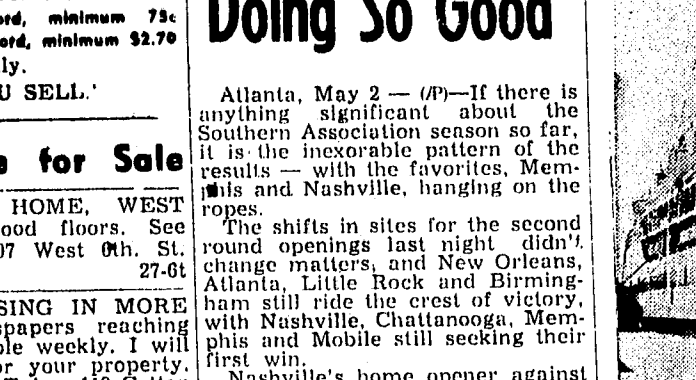 ord, minimum 75c
ord, minimum $2.70
ly.
U SELL.'
e for Sale
HOME, WEST
ood floors. See
07 West 6th. St.
27-6t
SING IN MORE
spapers reaching
ble weekly. I will
or your property.
Doing So Good
Atlanta, May 2 — (AP)—If there is
anything significant about the
Southern Association season so far,
it is the inexorable pattern of the
results — with the favorites, Mem-
phis and Nashville, hanging on the
ropes.
The shifts in sites for the second
round openings last night didn't
change matters, and New Orleans,
Atlanta, Little Rock and Birming-
ham still ride the crest of victory,
with Nashville, Chattanooga, Mem-
phis and Mobile still seeking their
first win.
Nashville's home opener against